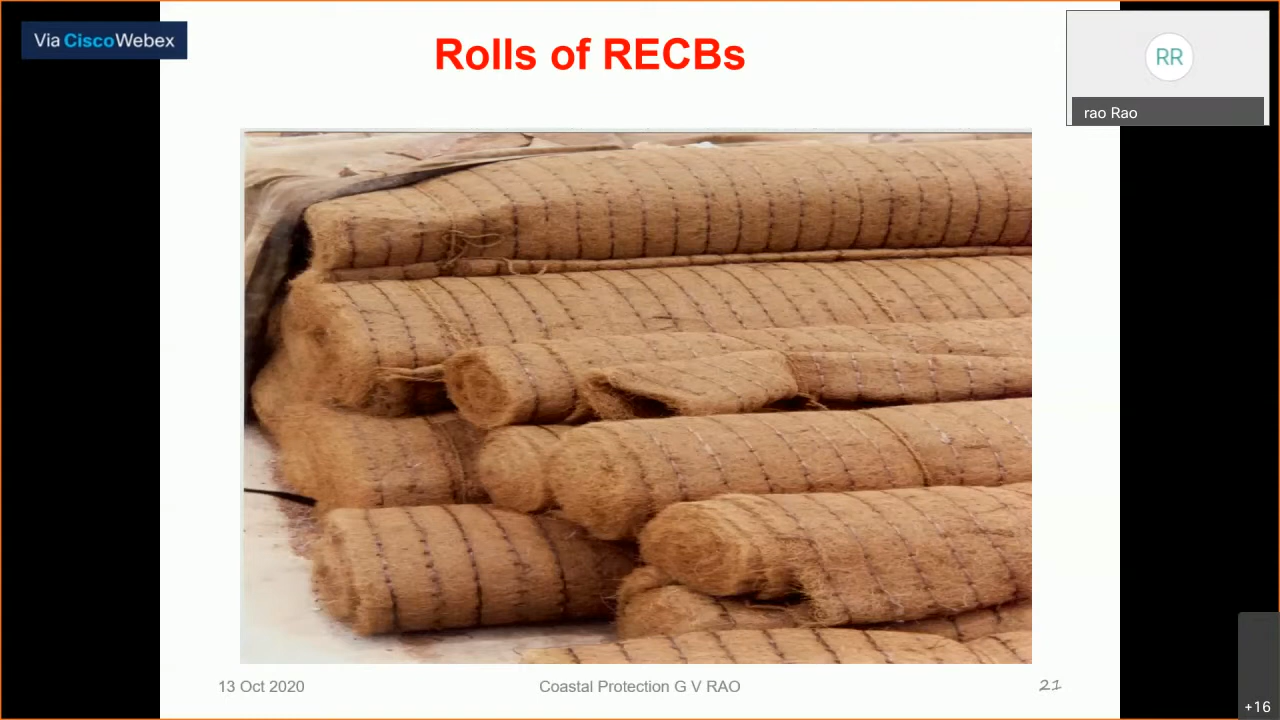 Via CiscoWebex
Rolls of RECBs
RR
rao Rao
13 Oct 2020
Coastal Protection G V RAO
21
+16